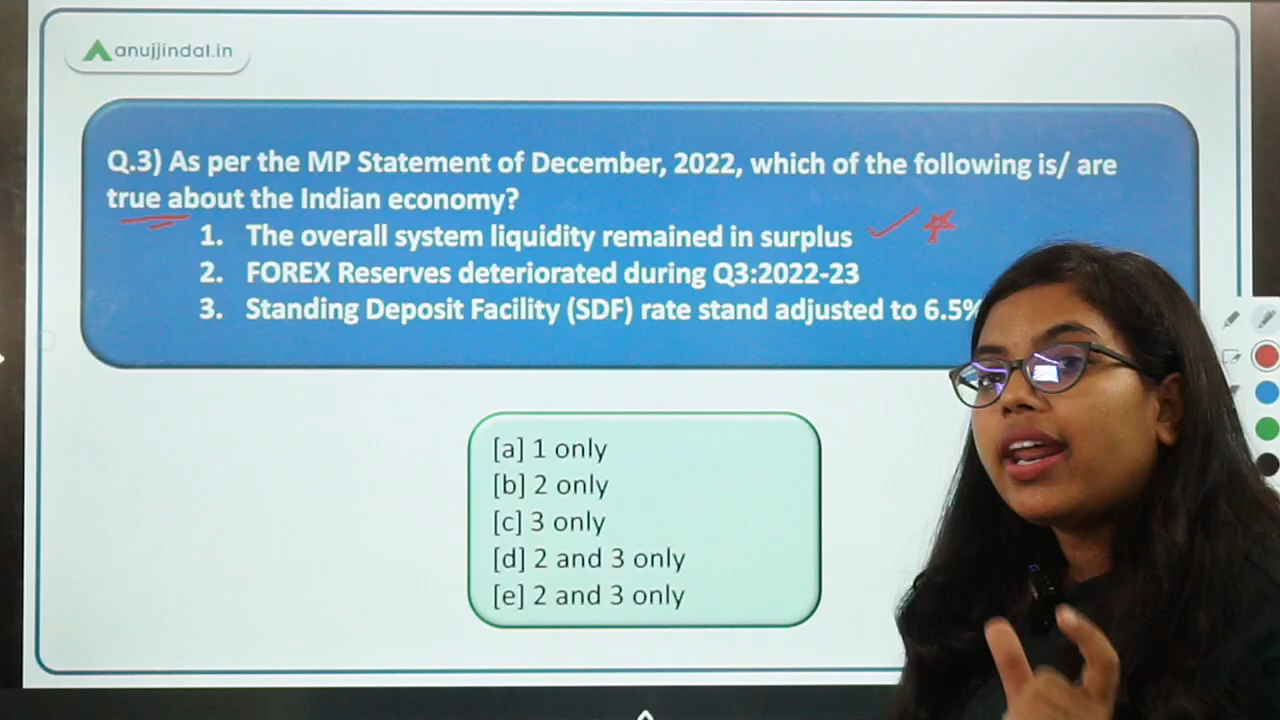 anujjindal.in
Q.3) As per the MP Statement of December, 2022, which of the following is/ are
true about the Indian economy?
1. The overall system liquidity remained in surplus
2. FOREX Reserves deteriorated during Q3:2022-23
3. Standing Deposit Facility (SDF) rate stand adjusted to 6.5%
[a] 1 only
[b] 2 only
[c] 3 only
[d] 2 and 3 only
[e] 2 and 3 only